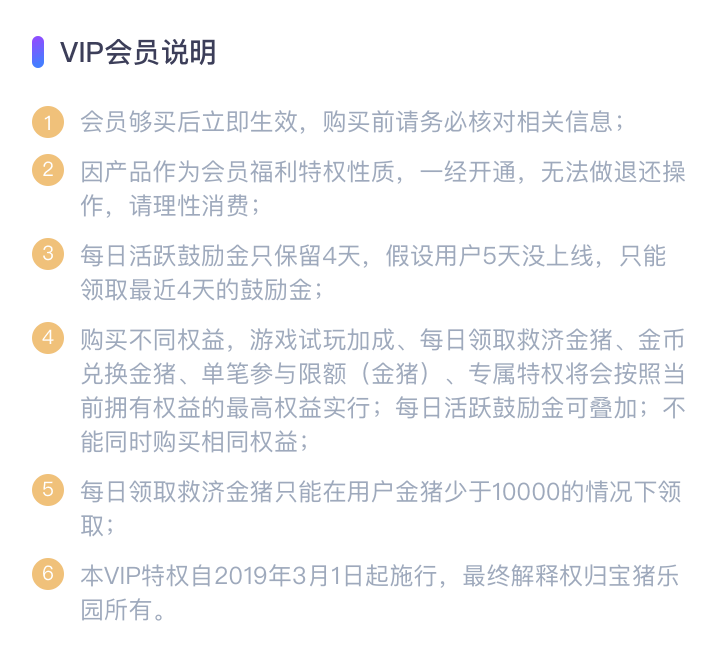 VIP会员说明
1 会员够买后立即生效，购买前请务必核对相关信息；
2 因产品作为会员福利特权性质，一经开通，无法做退还操
作，请理性消费；
3 每日活跃鼓励金只保留4天，假设用户5天没上线，只能
领取最近4天的鼓励金；
4 购买不同权益，游戏试玩加成、每日领取救济金猪、金币
兑换金猪、单笔参与限额（金猪）、专属特权将会按照当
前拥有权益的最高权益实行；每日活跃鼓励金可叠加；不
能同时购买相同权益；
5 每日领取救济金猪只能在用户金猪少于10000的情况下领
取；
6 本VIP特权自2019年3月1日起施行，最终解释权归宝猪乐
园所有。